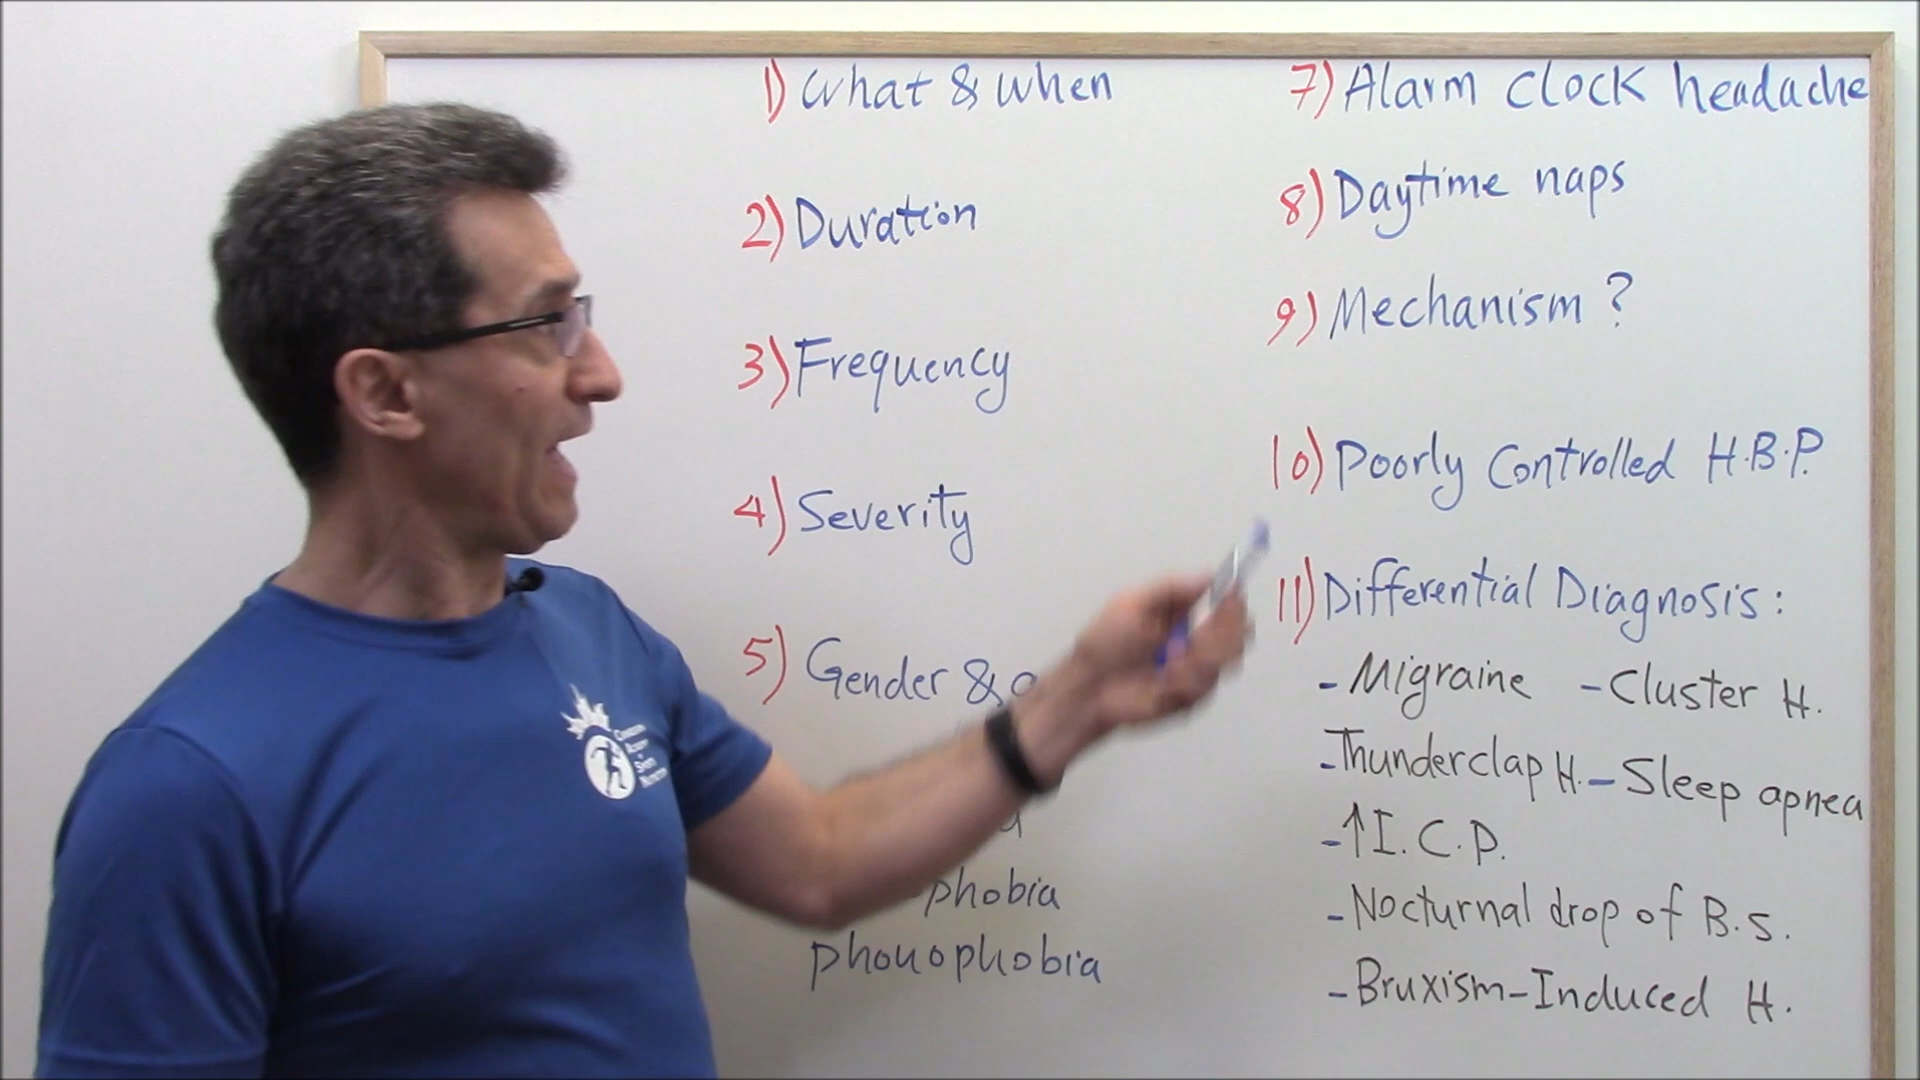 1) What & when
2) Duration
3) Frequency
4) Severity
5) Gender &
phobia
phonophobia
7) Alarm clock headache
8) Daytime naps
9) Mechanism ?
10) Poorly Controlled H.B.P.
11) Differential Diagnosis :
- Migraine - Cluster H.
- Thunderclap H. - Sleep apnea
- ↑ I.C.P.
- Nocturnal drop of B.S.
- Bruxism-Induced H.